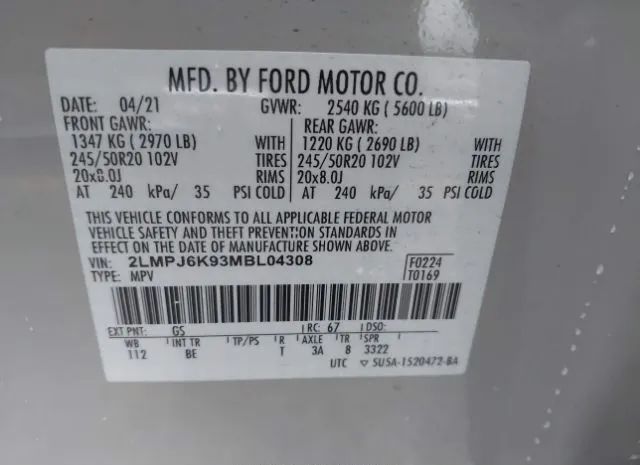 MFD. BY FORD MOTOR CO.
DATE: 04/21 GVWR: 2540 KG ( 5600 LB)
FRONT GAWR: REAR GAWR:
1347 KG ( 2970 LB) WITH 1220 KG ( 2690 LB) WITH
245/50R20 102V TIRES 245/50R20 102V TIRES
20x8.0J RIMS 20x8.0J RIMS
AT 240 kPa/ 35 PSI COLD AT 240 kPa/ 35 PSI COLD
THIS VEHICLE CONFORMS TO ALL APPLICABLE FEDERAL MOTOR
VEHICLE SAFETY AND THEFT PREVENTION STANDARDS IN
EFFECT ON THE DATE OF MANUFACTURE SHOWN ABOVE.
VIN: 2LMPJ6K93MBL04308 F0224
TYPE: MPV T0169
EXT PNT: GS RC: 67 DSO:
WB INT TR TP/PS R AXLE TR SPR
112 BE T 3A 8 3322
UTC ▽ SU5A-1520472-BA